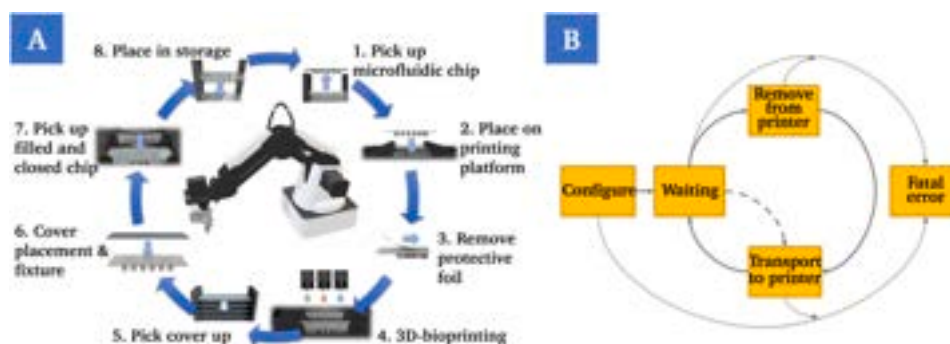 A
8. Place in storage
1. Pick up
microfluidic chip
2. Place on
printing
platform
3. Remove
protective
foil
4. 3D-bioprinting
5. Pick cover up
6. Cover
placement &
fixture
7. Pick up
filled and
closed chip
B
Remove
from
printer
Configure
Waiting
Fatal
error
Transport
to printer